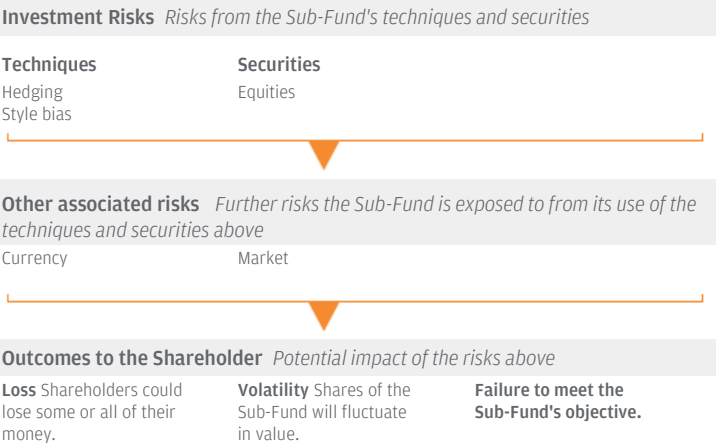 Investment Risks Risks from the Sub-Fund's techniques and securities
Techniques
Hedging
Style bias
Securities
Equities
Other associated risks Further risks the Sub-Fund is exposed to from its use of the
techniques and securities above
Currency
Market
Outcomes to the Shareholder Potential impact of the risks above
Loss Shareholders could
lose some or all of their
money.
Volatility Shares of the
Sub-Fund will fluctuate
in value.
Failure to meet the
Sub-Fund's objective.